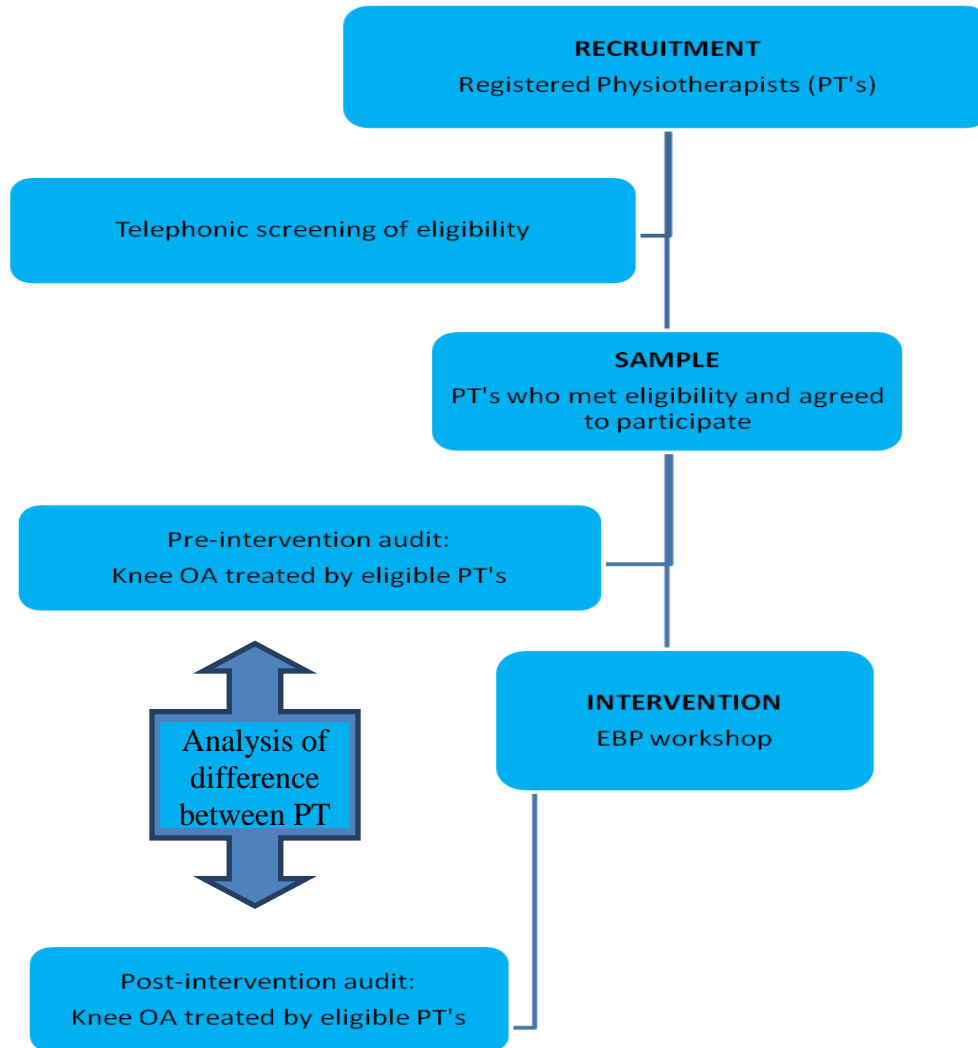 RECRUITMENT
Registered Physiotherapists (PT's)
Telephonic screening of eligibility
SAMPLE
PT's who met eligibility and agreed
to participate
Pre-intervention audit:
Knee OA treated by eligible PT's
INTERVENTION
EBP workshop
Analysis of
difference
between PT
Post-intervention audit:
Knee OA treated by eligible PT's